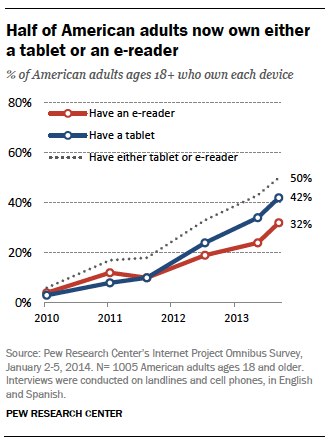 Half of American adults now own either
a tablet or an e-reader
% of American adults ages 18+ who own each device
80%
Have an e-reader
Have a tablet
60%
Have either tablet or e-reader
50%
42%
40%
32%
20%
0%
2010 2011 2012 2013
Source: Pew Research Center's Internet Project Omnibus Survey,
January 2-5, 2014. N= 1005 American adults ages 18 and older.
Interviews were conducted on landlines and cell phones, in English
and Spanish.
PEW RESEARCH CENTER